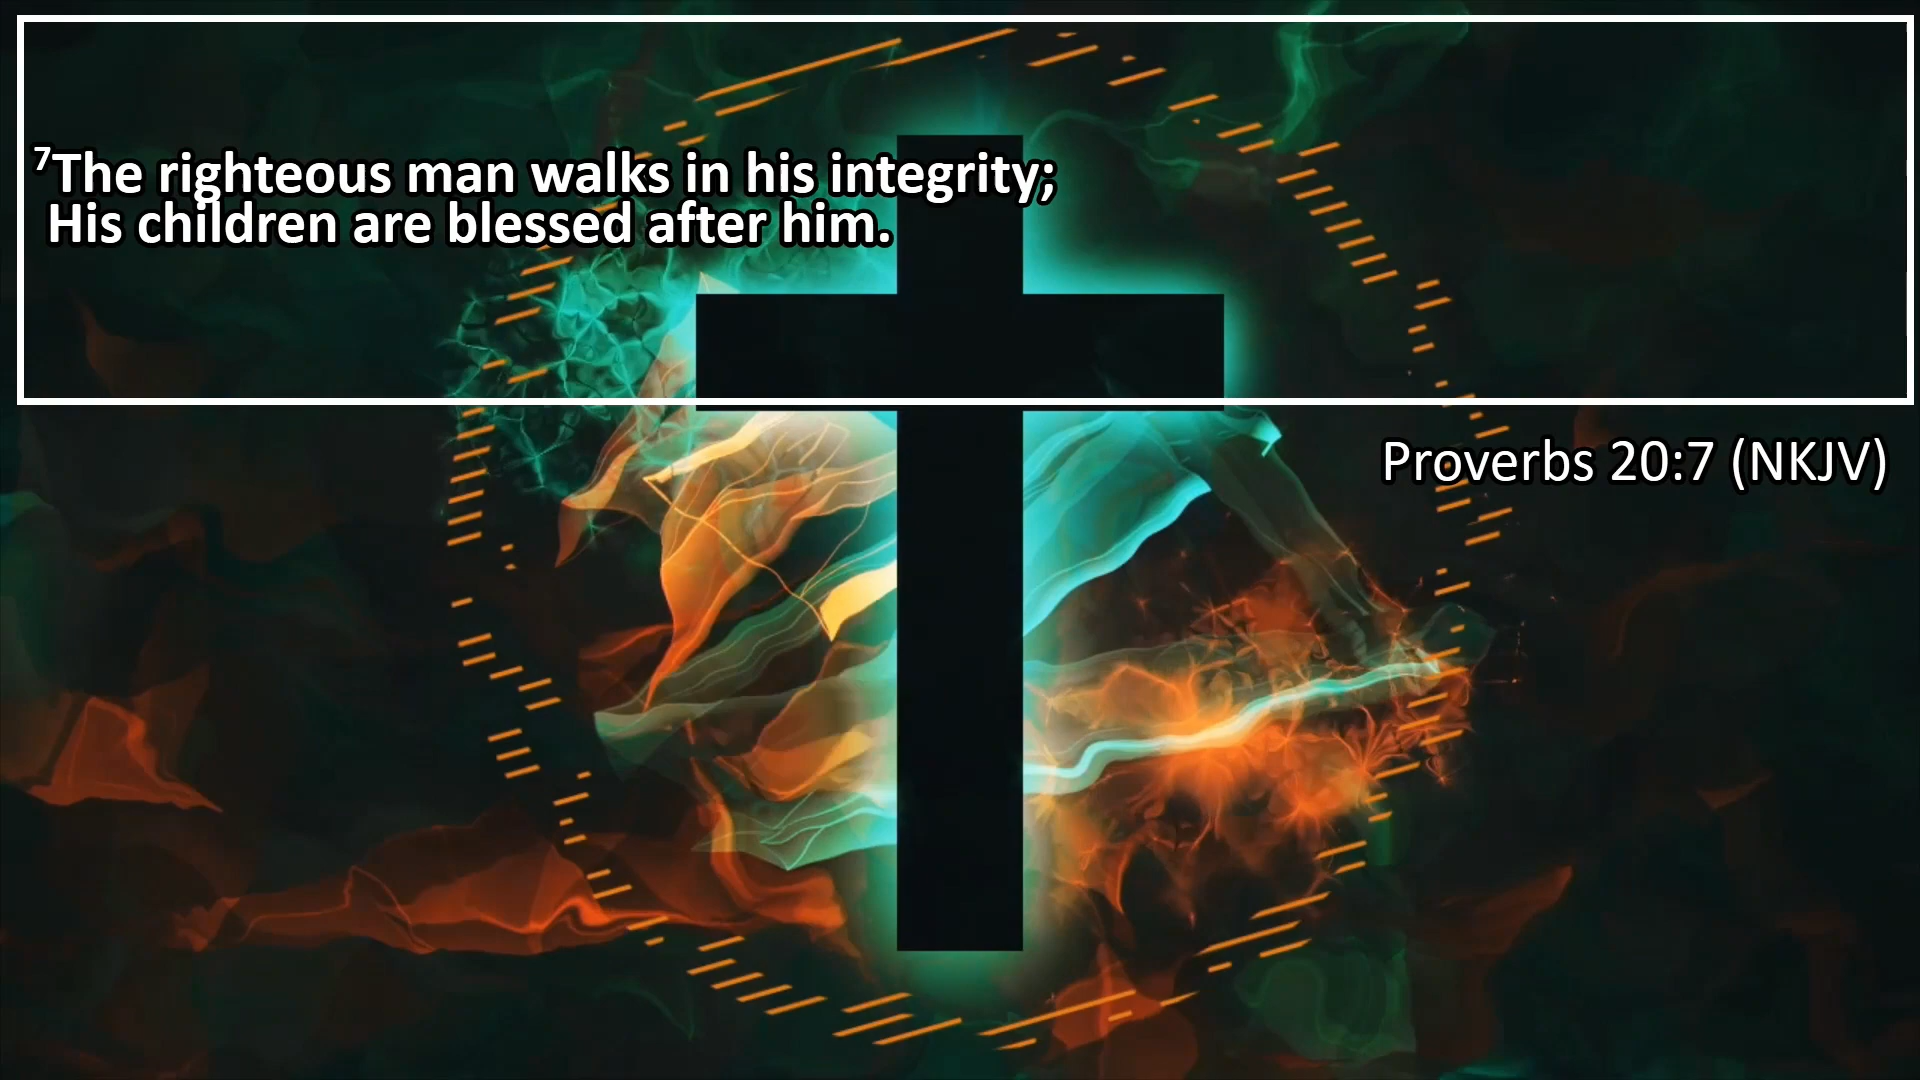 ⁷The righteous man walks in his integrity;
His children are blessed after him.
Proverbs 20:7 (NKJV)